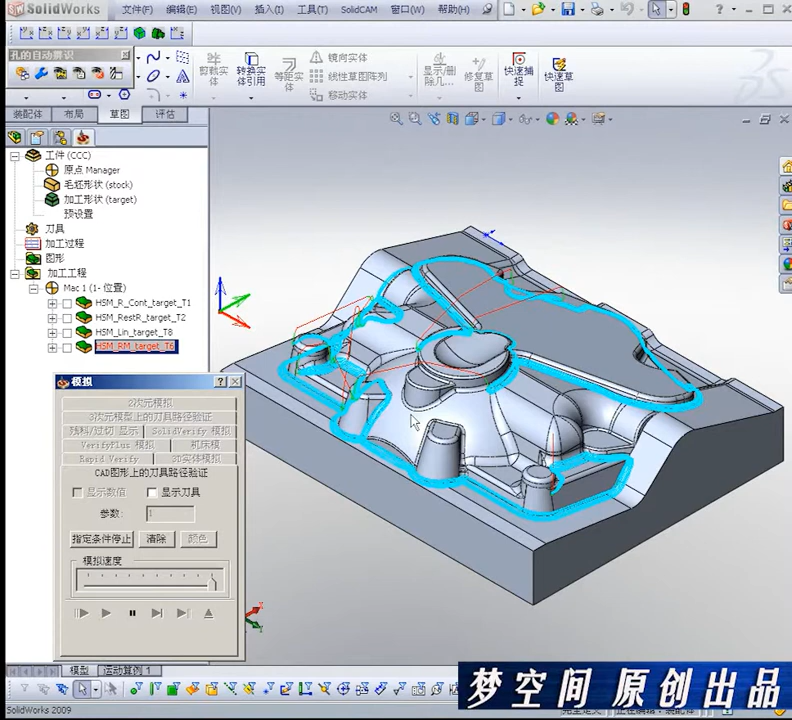 SolidWorks
文件(F) 编辑(E) 视图(V) 插入(I) 工具(T) SolidCAM 窗口(W) 帮助(H)
孔的自动辨识
剪裁实体 转换实体引用 等距实体 镜向实体 显示/删除几... 修复草图 快速捕捉 快速草图
线性草图阵列
移动实体
装配体 布局 草图 评估
工件 (CCC)
原点 Manager
毛坯形状 (stock)
加工形状 (target)
预设置
刀具
加工过程
图形
加工工程
Mac 1 (1- 位置)
HSM_R_Cont_target_T1
HSM_RestR_target_T2
HSM_Lin_target_T8
HSM_RM_target_T6
模拟
2次元模拟
3次元模型上的刀具路径验证
残料/过切 显示 SolidVerify 模拟
VerifyPlus 模拟 机床模
Rapid Verify 3D实体模拟
CAD图形上的刀具路径验证
显示数值 显示刀具
参数: 1
指定条件停止 清除 颜色
模拟速度
模型 运动算例 1
SolidWorks 2009
梦空间 原创出品